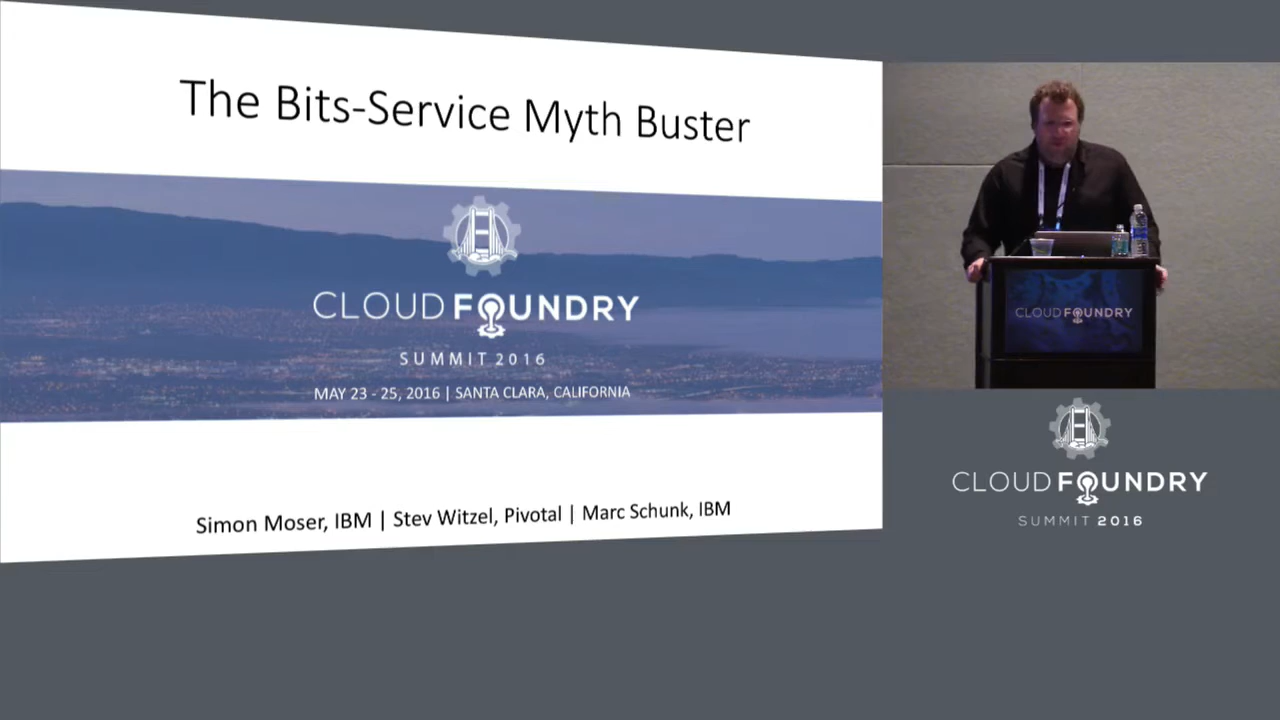 The Bits-Service Myth Buster
CLOUD FOUNDRY
SUMMIT 2016
MAY 23 - 25, 2016 | SANTA CLARA, CALIFORNIA
Simon Moser, IBM | Stev Witzel, Pivotal | Marc Schunk, IBM
CLOUD FOUNDRY
CLOUD FOUNDRY
SUMMIT 2016